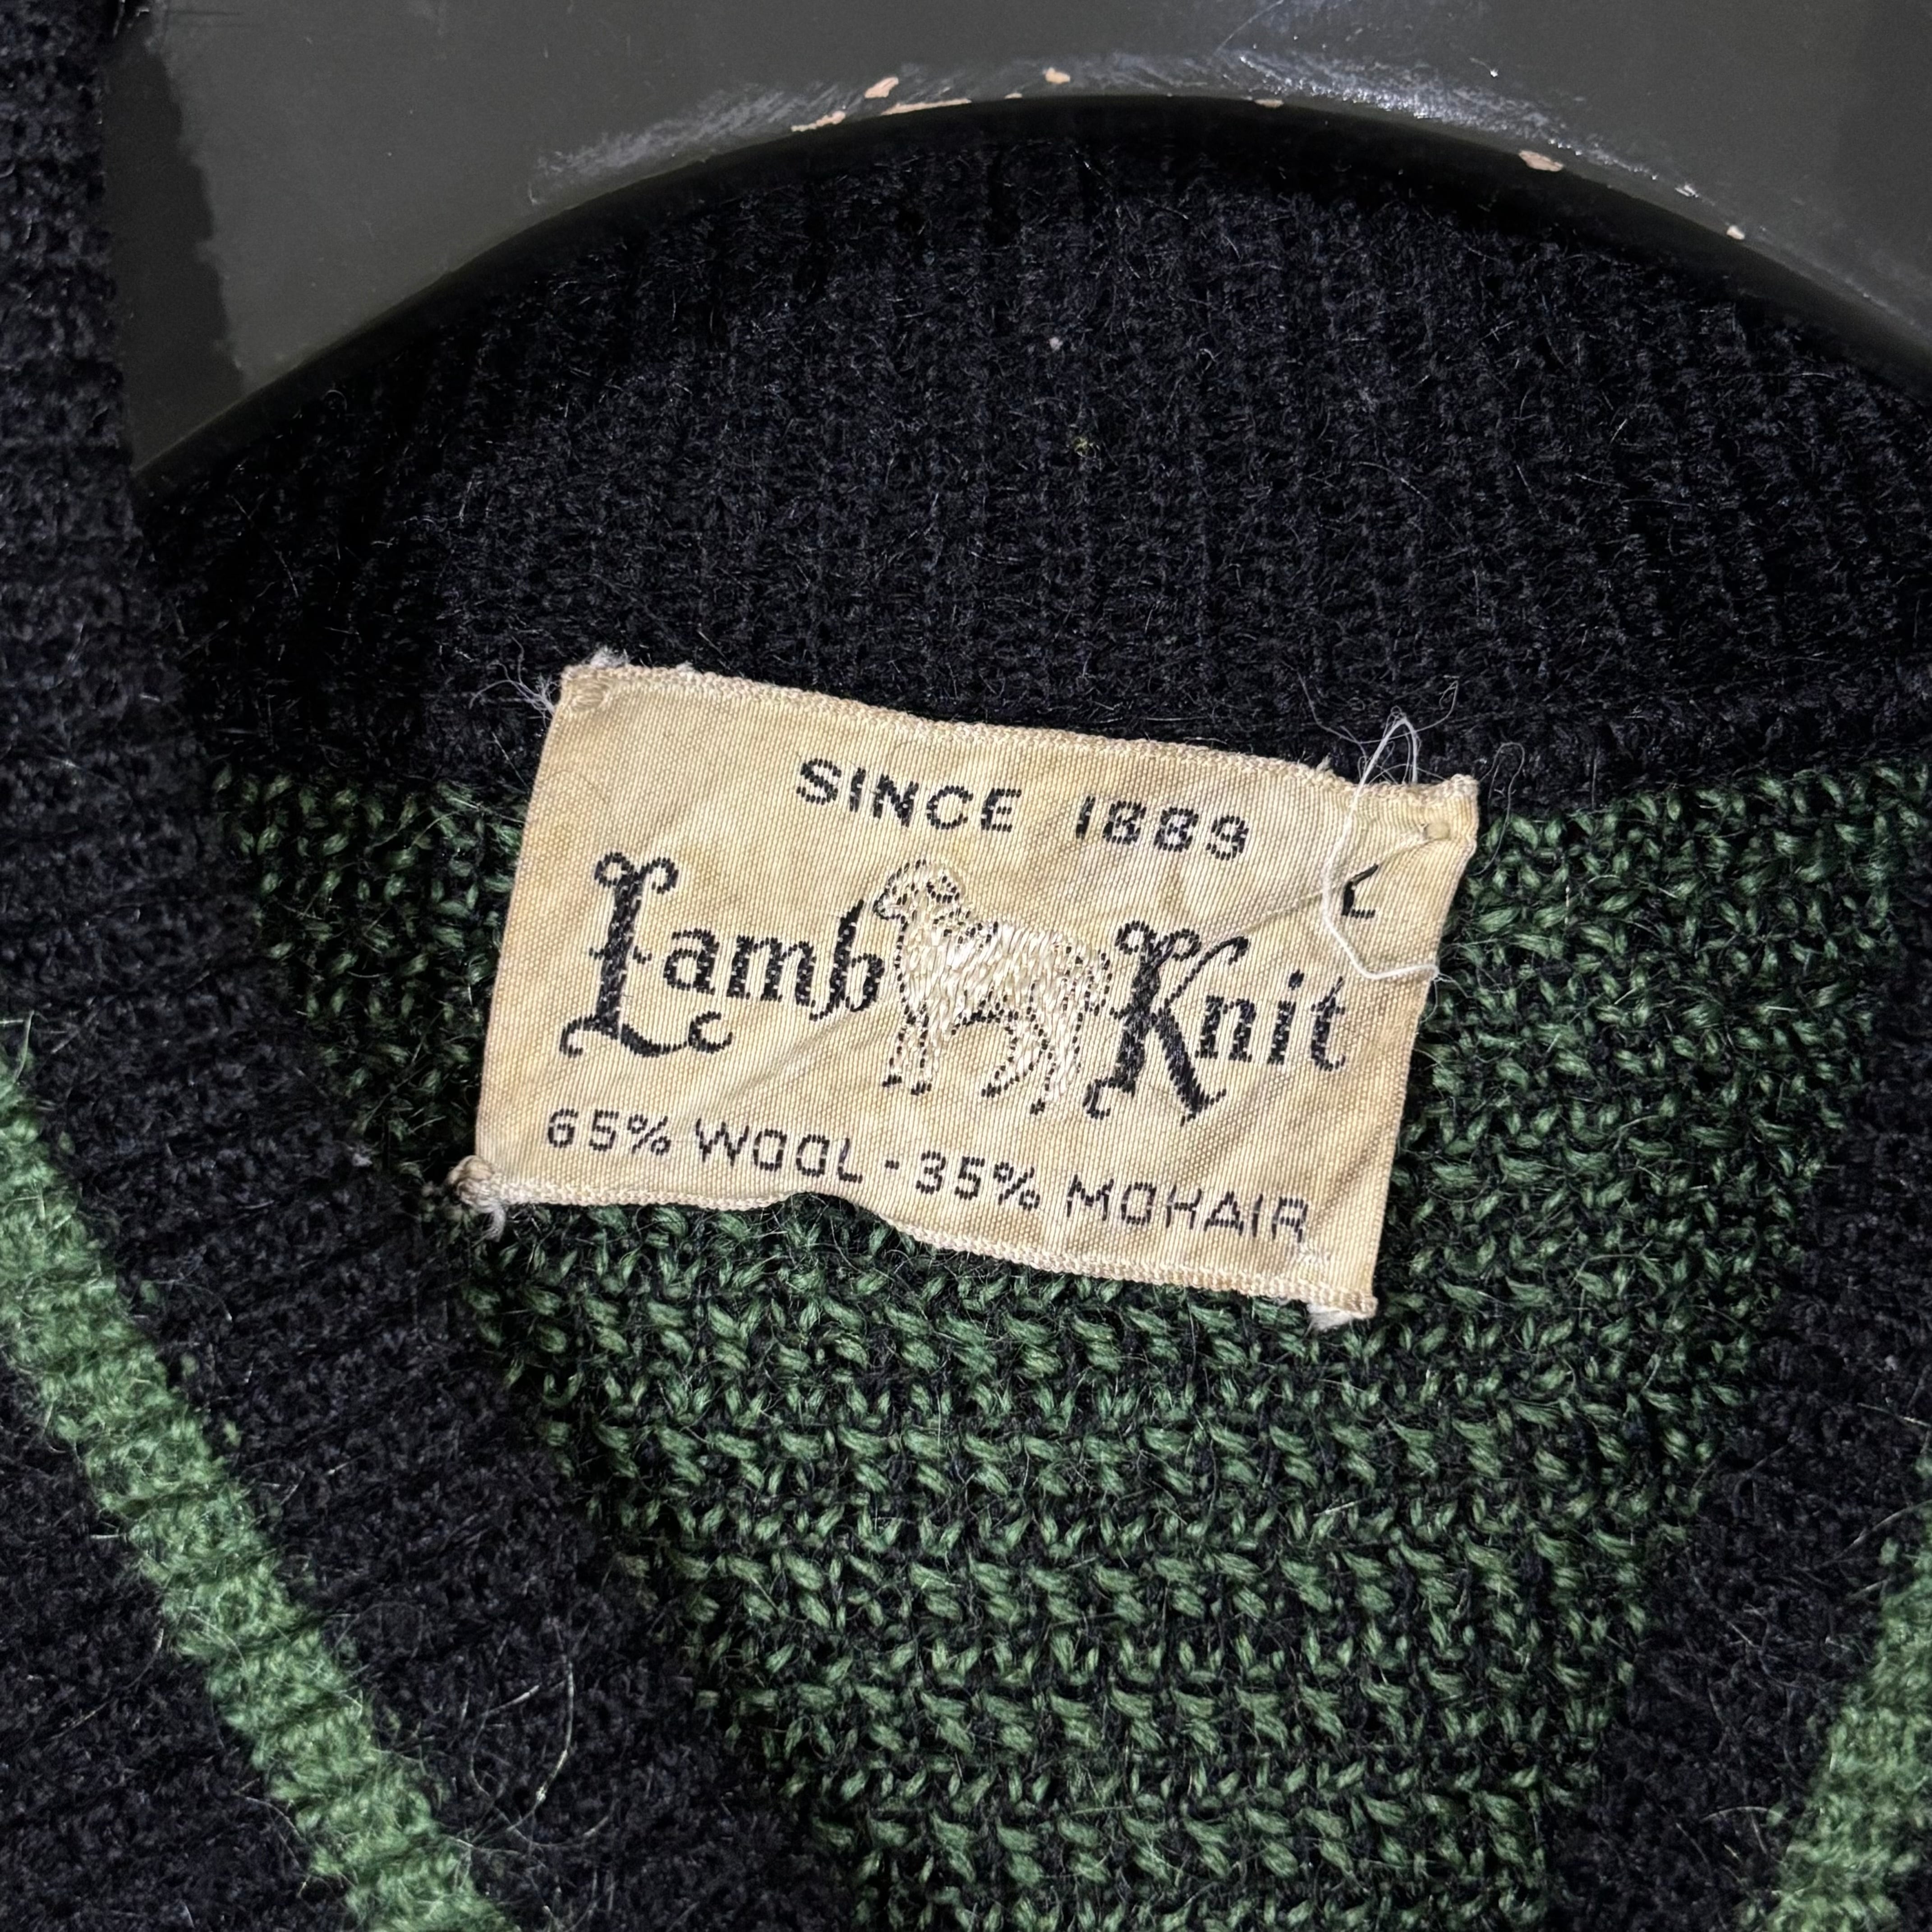 SINCE 1889
L
Lamb Knit
65% WOOL - 35% MOHAIR